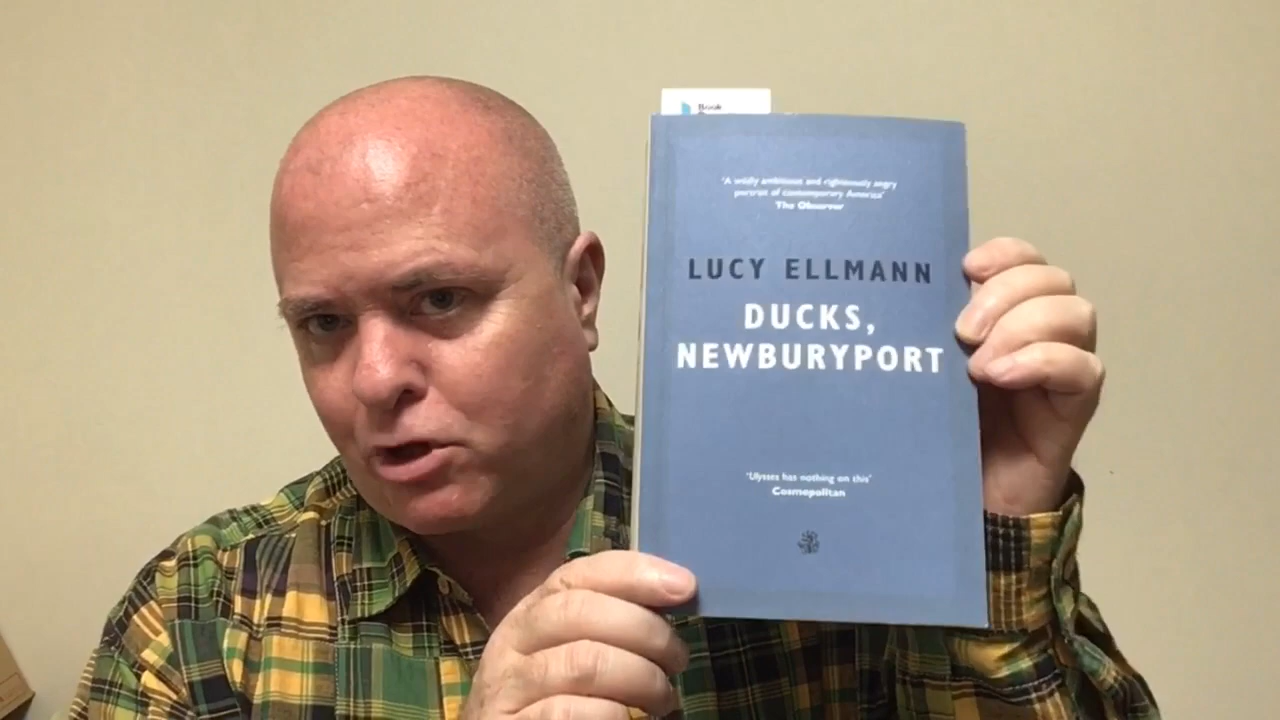 Book
'A wildly ambitious and righteously angry
portrait of contemporary America'
The Observer
LUCY ELLMANN
DUCKS,
NEWBURYPORT
'Ulysses has nothing on this'
Cosmopolitan